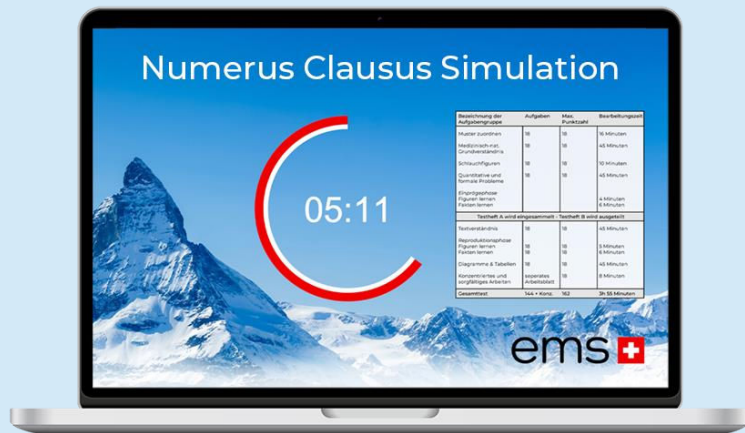 Numerus Clausus Simulation
05:11
Bezeichnung der Aufgabengruppe Aufgaben Max. Punktzahl Bearbeitungszeit
Muster zuordnen 18 18 16 Minuten
Medizinisch-nat. Grundverständnis 18 18 45 Minuten
Schlauchfiguren 18 18 10 Minuten
Quantitative und formale Probleme 18 18 45 Minuten
Einprägephase
Figuren lernen 4 Minuten
Fakten lernen 6 Minuten
Testheft A wird eingesammelt - Testheft B wird ausgeteilt
Textverständnis 18 18 45 Minuten
Reproduktionsphase
Figuren lernen 18 18 5 Minuten
Fakten lernen 18 18 6 Minuten
Diagramme & Tabellen 18 18 45 Minuten
Konzentriertes und sorgfältiges Arbeiten separates Arbeitsblatt 18 8 Minuten
Gesamttest 144 + Konz. 162 3h 55 Minuten
ems